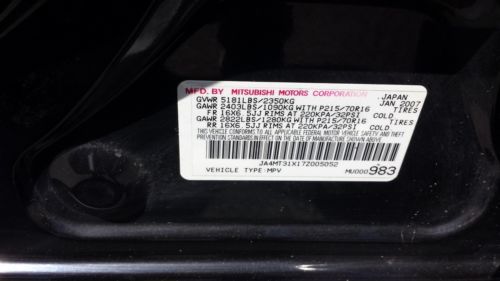 MFD. BY MITSUBISHI MOTORS CORPORATION JAPAN
GVWR 5181LBS/2350KG JAN 2007
GAWR 2403LBS/1090KG WITH P215/70R16 TIRES
FR 16X6.5JJ RIMS AT 220KPA/32PSI COLD
GAWR 2822LBS/1280KG WITH P215/70R16 TIRES
RR 16X6.5JJ RIMS AT 220KPA/32PSI COLD
THIS VEHICLE CONFORMS TO ALL APPLICABLE FEDERAL MOTOR VEHICLE SAFETY AND THEFT
PREVENTION STANDARDS IN EFFECT ON THE DATE OF MANUFACTURE SHOWN ABOVE.
JA4MT31X17Z005052
VEHICLE TYPE:MPV MU000983